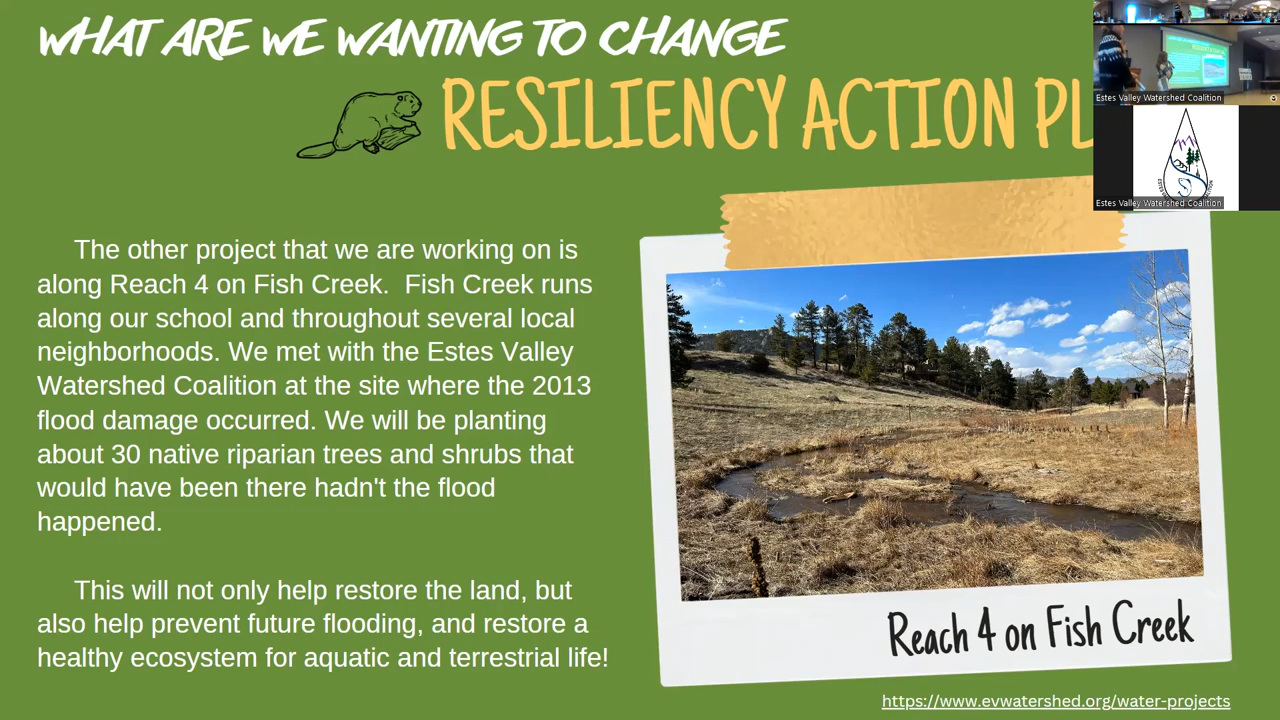 WHAT ARE WE WANTING TO CHANGE
RESILIENCY ACTION PL
Estes Valley Watershed Coalition
Estes Valley Watershed Coalition
The other project that we are working on is
along Reach 4 on Fish Creek.  Fish Creek runs
along our school and throughout several local
neighborhoods. We met with the Estes Valley
Watershed Coalition at the site where the 2013
flood damage occurred. We will be planting
about 30 native riparian trees and shrubs that
would have been there hadn't the flood
happened.
This will not only help restore the land, but
also help prevent future flooding, and restore a
healthy ecosystem for aquatic and terrestrial life!
Reach 4 on Fish Creek
https://www.evwatershed.org/water-projects